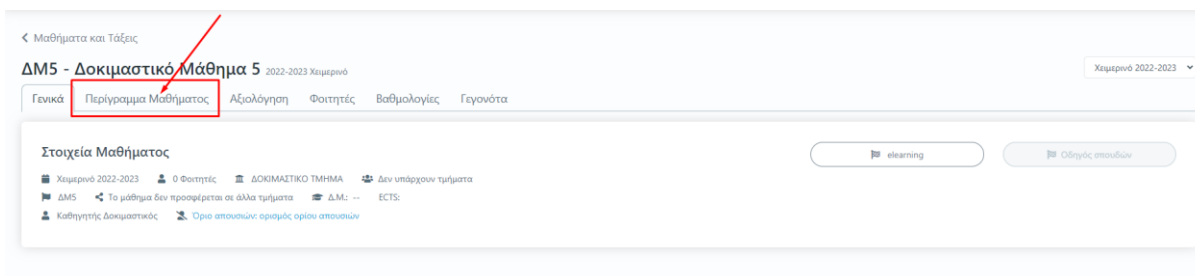 Μαθήματα και Τάξεις
ΔΜ5 - Δοκιμαστικό Μάθημα 5 2022-2023 Χειμερινό
Χειμερινό 2022-2023
Γενικά Περίγραμμα Μαθήματος Αξιολόγηση Φοιτητές Βαθμολογίες Γεγονότα
Στοιχεία Μαθήματος
elearning
Οδηγός σπουδών
Χειμερινό 2022-2023 0 Φοιτητές ΔΟΚΙΜΑΣΤΙΚΟ ΤΜΗΜΑ Δεν υπάρχουν τμήματα
ΔΜ5 Το μάθημα δεν προσφέρεται σε άλλα τμήματα Δ.Μ.: -- ECTS:
Καθηγητής Δοκιμαστικός Όριο απουσιών: ορισμός ορίου απουσιών